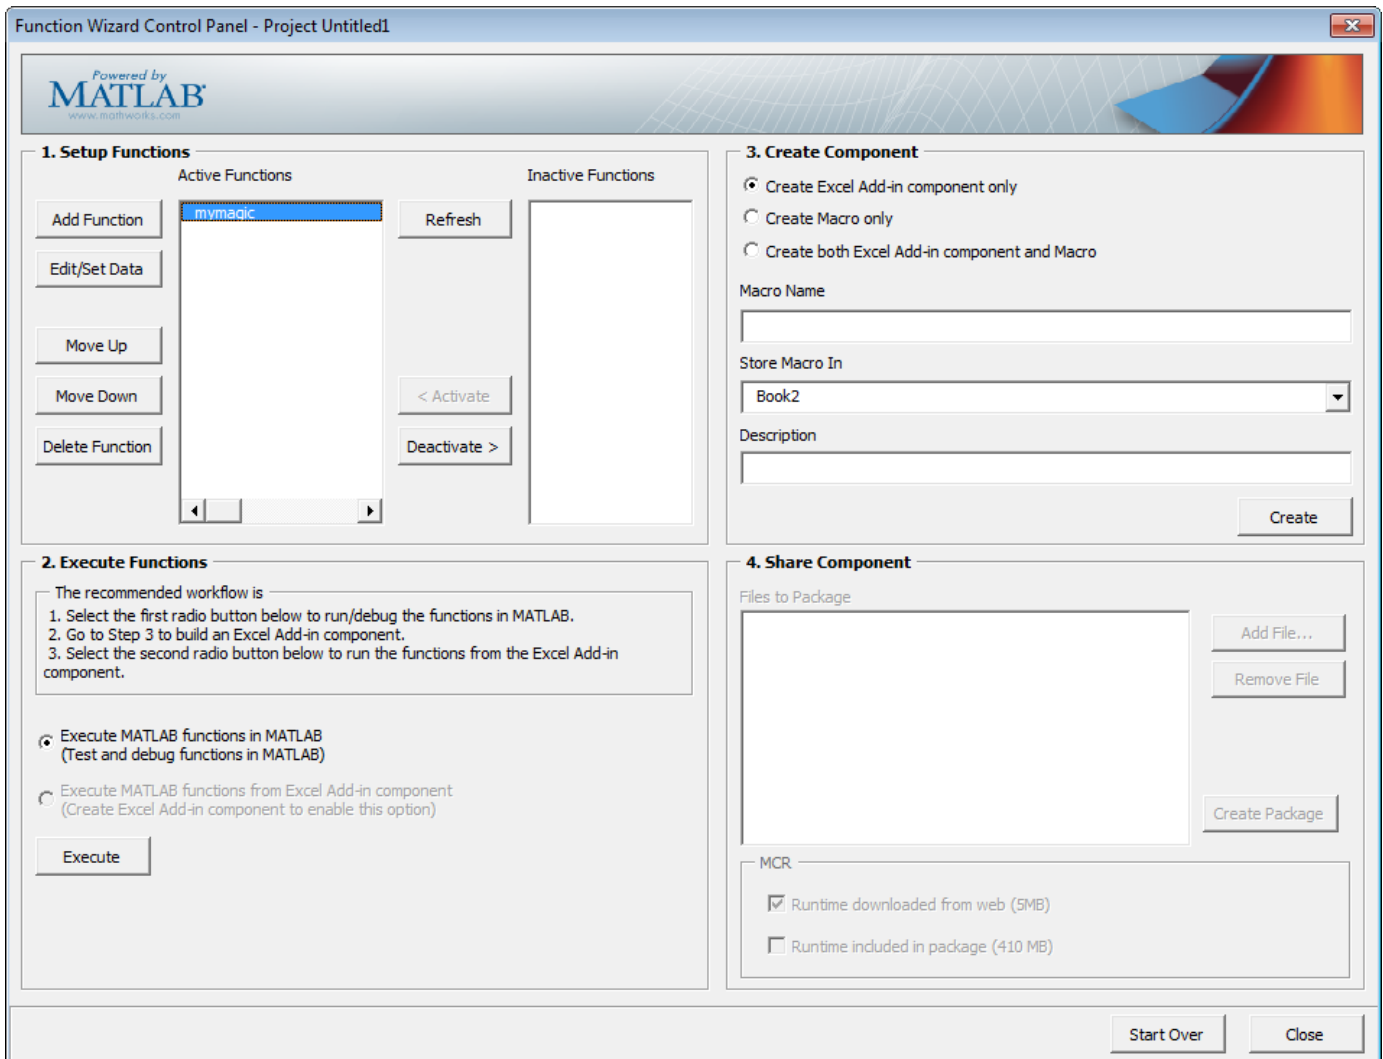 Function Wizard Control Panel - Project Untitled1
Powered by
MATLAB®
www.mathworks.com
1. Setup Functions
Active Functions
Inactive Functions
Add Function
mymagic
Refresh
Edit/Set Data
Move Up
Move Down
< Activate
Delete Function
Deactivate >
2. Execute Functions
The recommended workflow is
1. Select the first radio button below to run/debug the functions in MATLAB.
2. Go to Step 3 to build an Excel Add-in component.
3. Select the second radio button below to run the functions from the Excel Add-in
component.
Execute MATLAB functions in MATLAB
(Test and debug functions in MATLAB)
Execute MATLAB functions from Excel Add-in component
(Create Excel Add-in component to enable this option)
Execute
3. Create Component
Create Excel Add-in component only
Create Macro only
Create both Excel Add-in component and Macro
Macro Name
Store Macro In
Book2
Description
Create
4. Share Component
Files to Package
Add File...
Remove File
Create Package
MCR
Runtime downloaded from web (5MB)
Runtime included in package (410 MB)
Start Over
Close